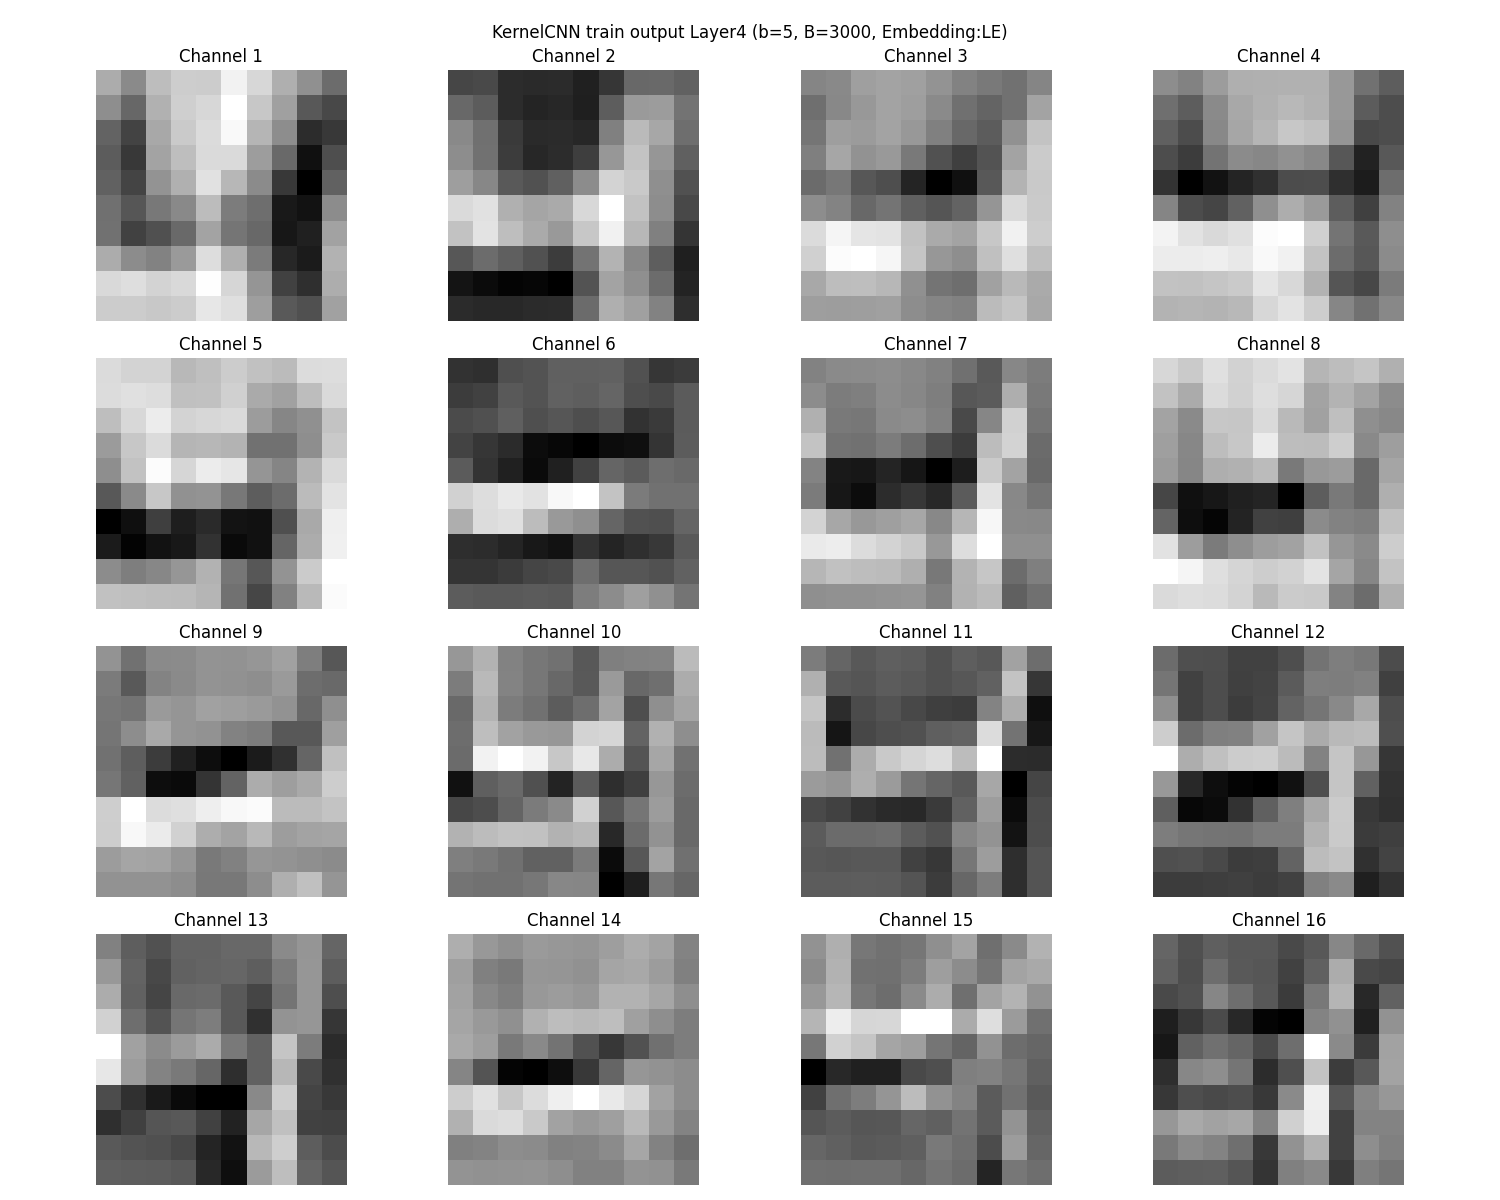 KernelCNN train output Layer4 (b=5, B=3000, Embedding:LE)
Channel 1 Channel 2 Channel 3 Channel 4
Channel 5 Channel 6 Channel 7 Channel 8
Channel 9 Channel 10 Channel 11 Channel 12
Channel 13 Channel 14 Channel 15 Channel 16